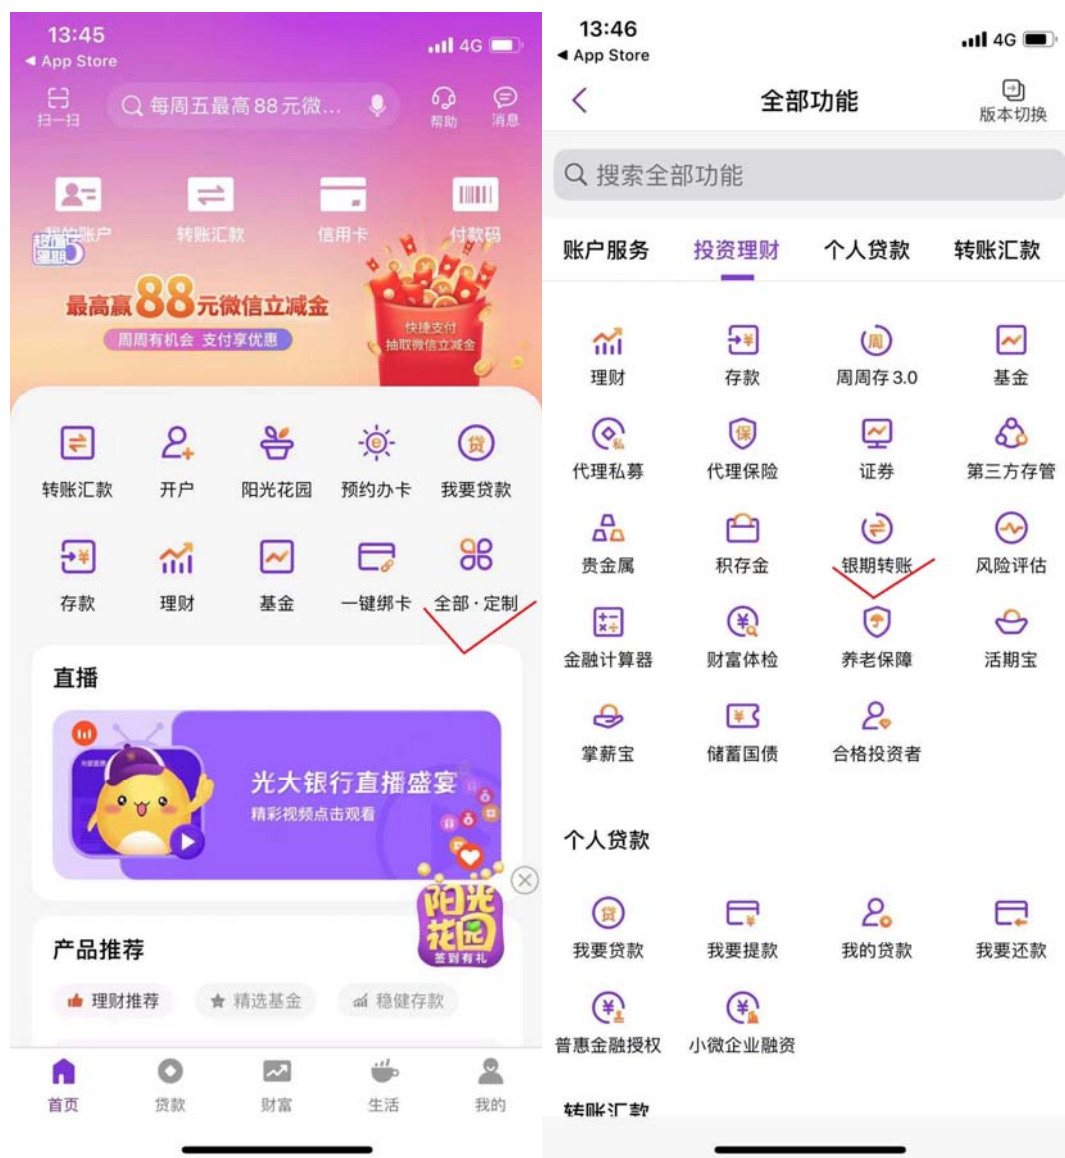 13:45
4G
◀ App Store
扫一扫
每周五最高88元微...
帮助
消息
我的账户
转账汇款
信用卡
付款码
超值
星期
最高赢88元微信立减金
周周有机会 支付享优惠
快捷支付
抽取微信立减金
转账汇款
开户
阳光花园
预约办卡
我要贷款
存款
理财
基金
一键绑卡
全部·定制
直播
光大银行直播盛宴
精彩视频点击观看
阳光
花园
签到有礼
产品推荐
理财推荐
精选基金
稳健存款
首页
贷款
财富
生活
我的
13:46
4G
◀ App Store
全部功能
版本切换
搜索全部功能
账户服务
投资理财
个人贷款
转账汇款
理财
存款
周周存3.0
基金
代理私募
代理保险
证券
第三方存管
贵金属
积存金
银期转账
风险评估
金融计算器
财富体检
养老保障
活期宝
掌薪宝
储蓄国债
合格投资者
个人贷款
我要贷款
我要提款
我的贷款
我要还款
普惠金融授权
小微企业融资
转账汇款